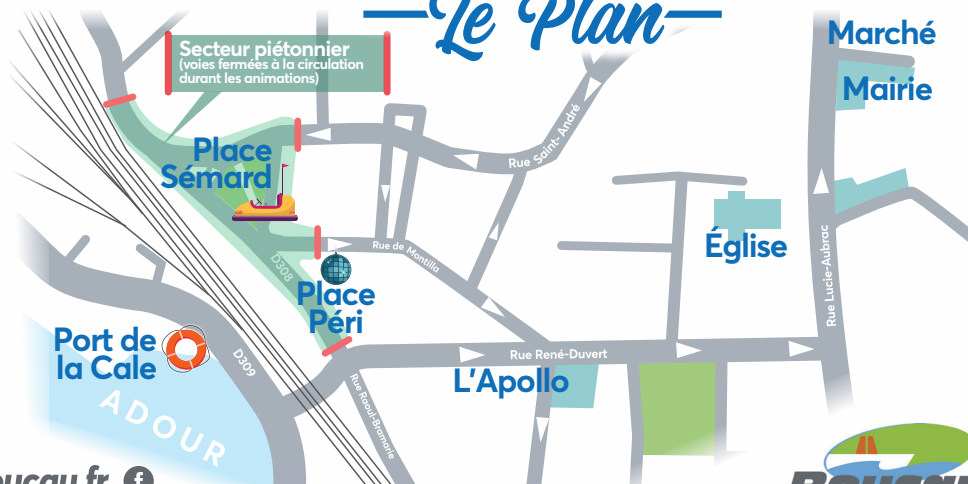 Le Plan
Marché
Mairie
Secteur piétonnier
(voies fermées à la circulation
durant les animations)
Place
Sémard
Rue Saint-André
Rue de Montilla
Église
Rue Lucie-Aubrac
D308
Place
Péri
Port de
la Cale
D309
Rue René-Duvert
L'Apollo
Rue Raoul-Bramarie
ADOUR